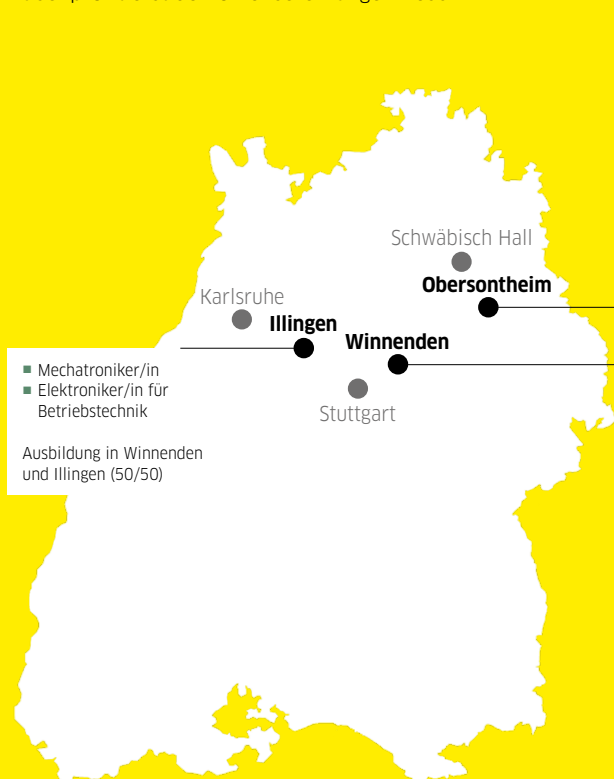 Schwäbisch Hall
Obersontheim
Karlsruhe
Illingen
Winnenden
Stuttgart
Mechatroniker/in
Elektroniker/in für
Betriebstechnik
Ausbildung in Winnenden
und Illingen (50/50)